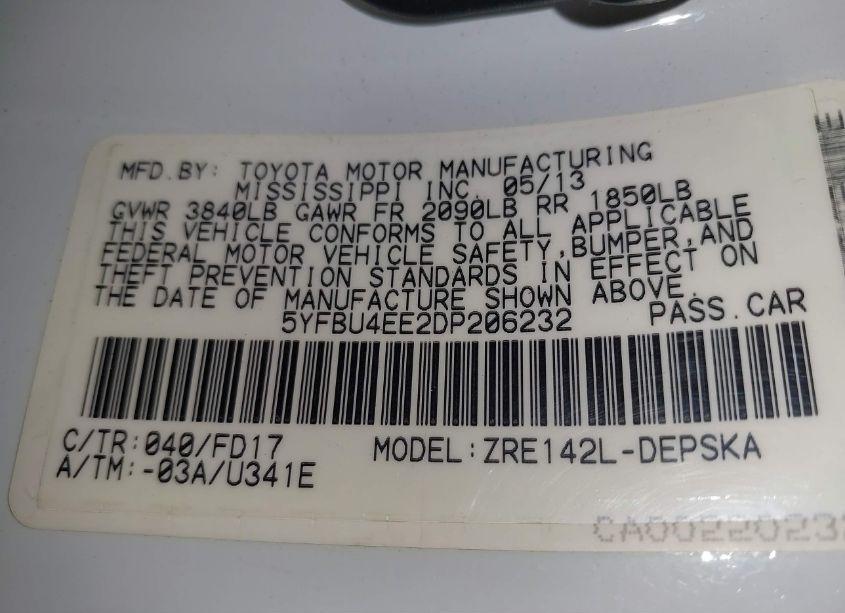 MFD.BY: TOYOTA MOTOR MANUFACTURING
MISSISSIPPI INC. 05/13
GVWR 3840LB GAWR FR 2090LB RR 1850LB
THIS VEHICLE CONFORMS TO ALL APPLICABLE
FEDERAL MOTOR VEHICLE SAFETY,BUMPER,AND
THEFT PREVENTION STANDARDS IN EFFECT ON
THE DATE OF MANUFACTURE SHOWN ABOVE.
5YFBU4EE2DP206232 PASS.CAR
C/TR:040/FD17 MODEL:ZRE142L-DEPSKA
A/TM:-03A/U341E